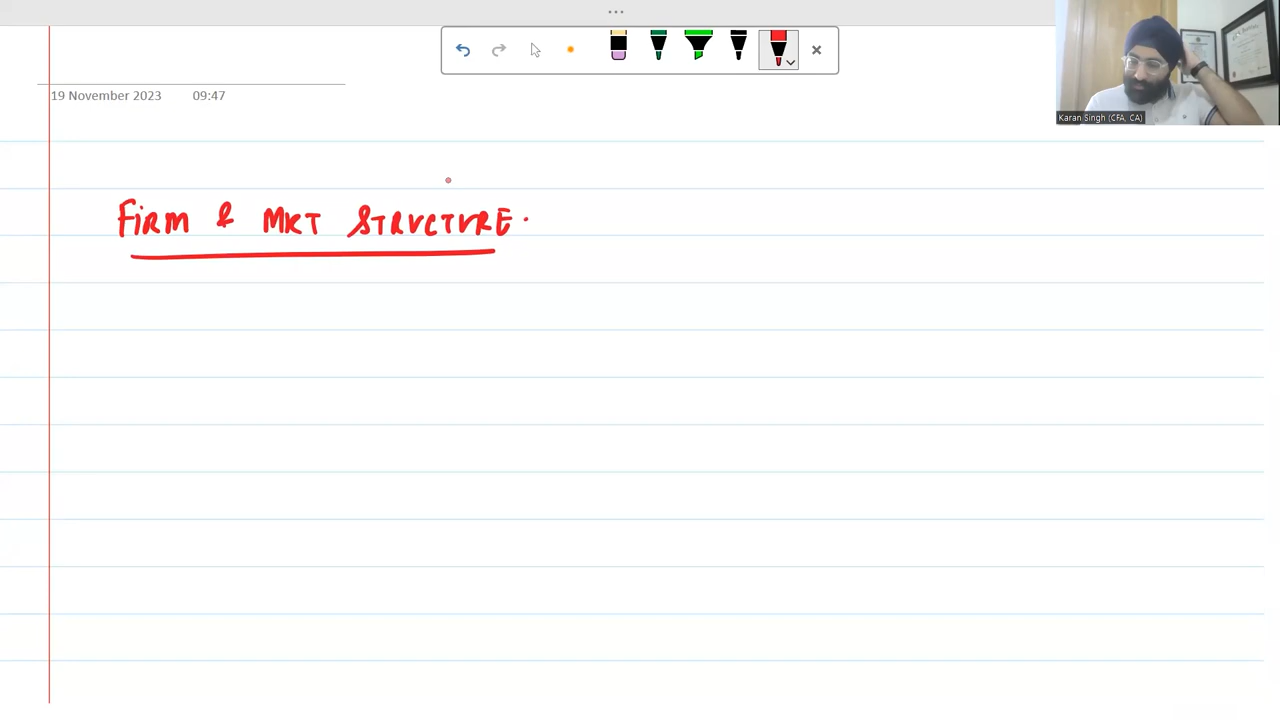 19 November 2023 09:47
Karan Singh (CFA, CA)
FIRM & MKT STRUCTURE.